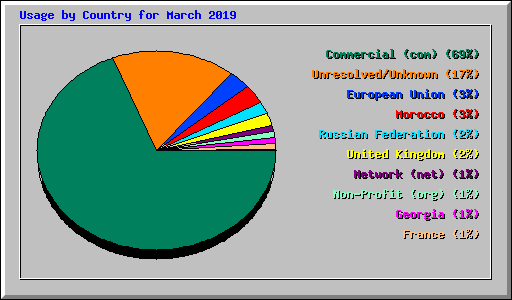 Usage by Country for March 2019
Commercial (com) (69%)
Unresolved/Unknown (17%)
European Union (3%)
Morocco (3%)
Russian Federation (2%)
United Kingdom (2%)
Network (net) (1%)
Non-Profit (org) (1%)
Georgia (1%)
France (1%)